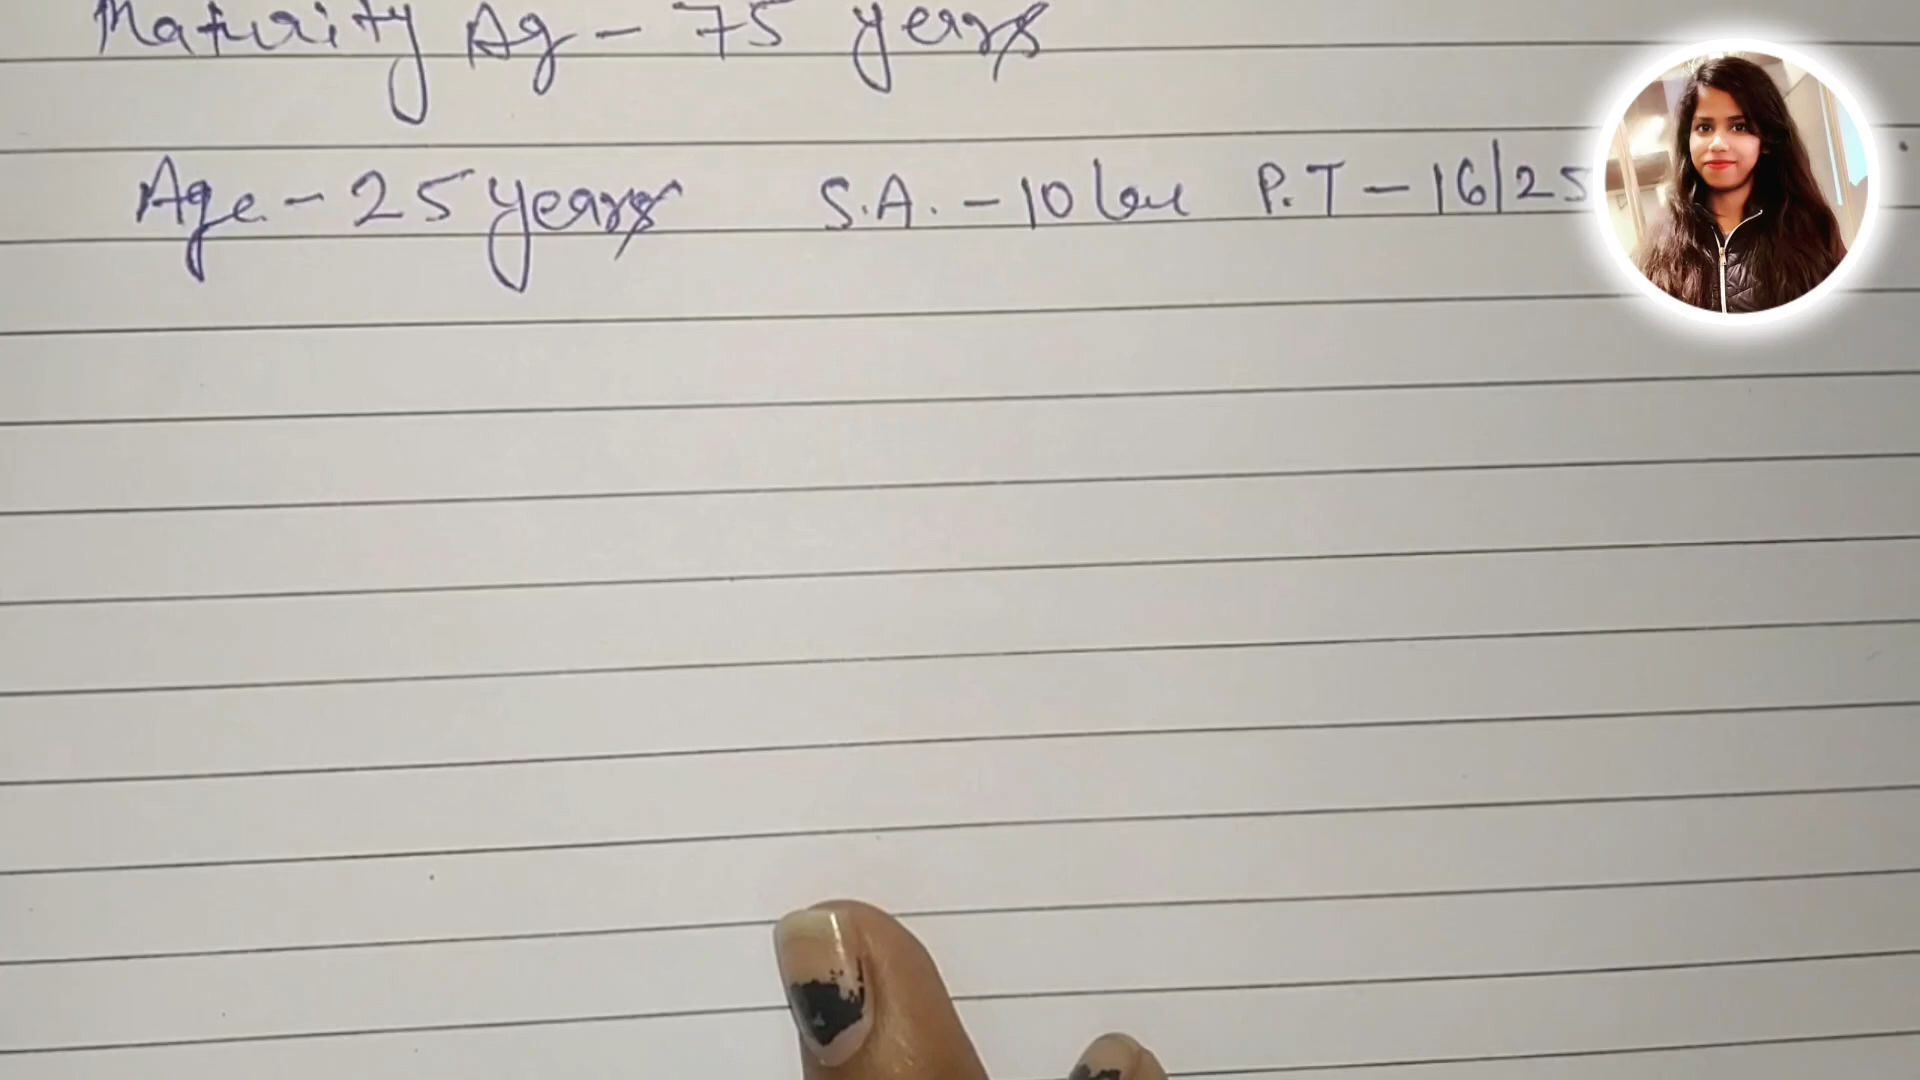 Maturity Ag - 75 years
Age - 25 years S.A. - 10 lac P.T - 16/25